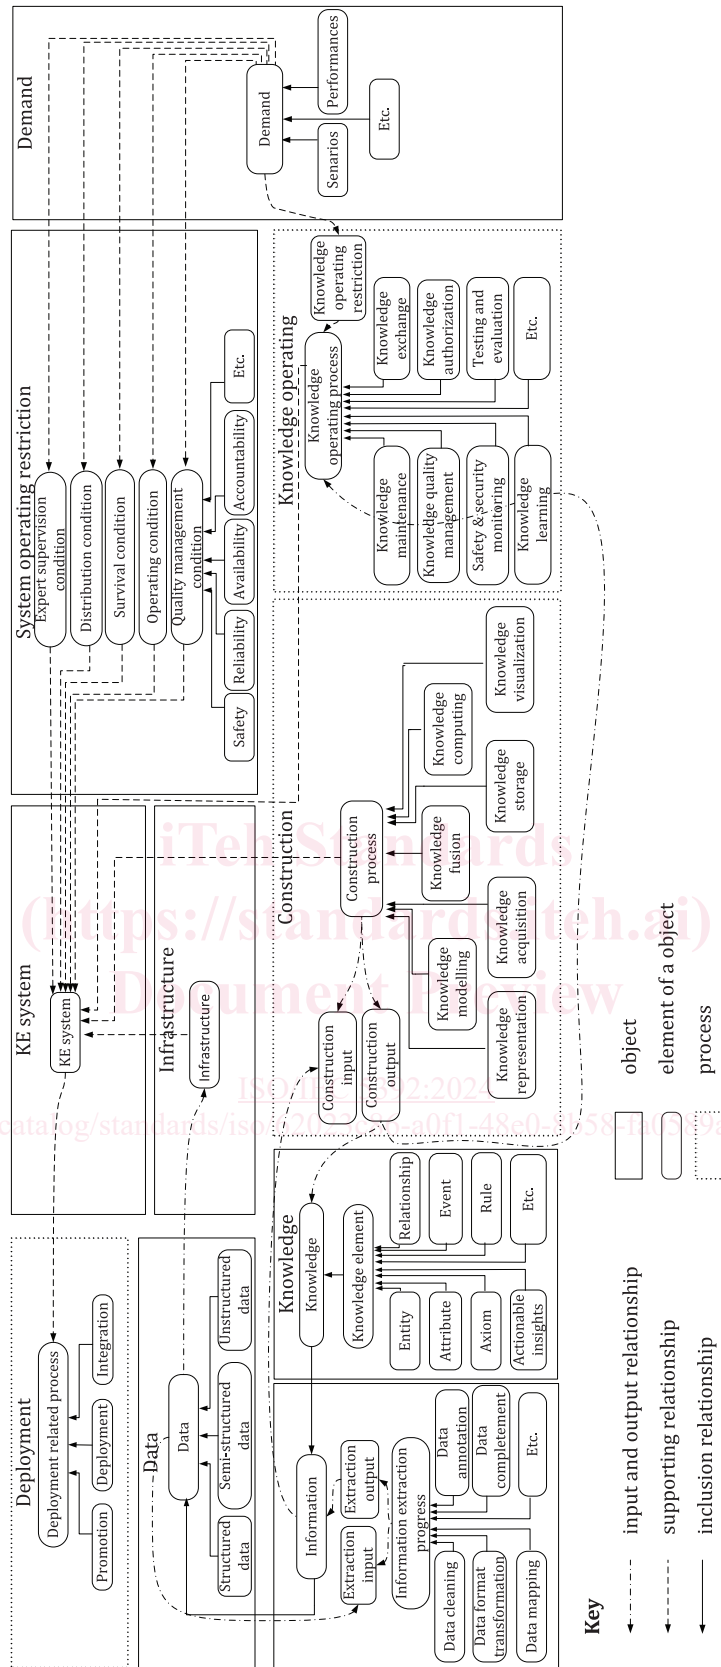 Deployment
Deployment related process
Promotion
Deployment
Integration
KE system
KE system
System operating restriction
Expert supervision
condition
Distribution condition
Survival condition
Operating condition
Quality management
condition
Safety
Reliability
Availability
Accountability
Etc.
Demand
Demand
Senarios
Performances
Etc.
Data
Data
Structured
data
Semi-structured
data
Unstructured
data
Infrastructure
Infrastructure
Information
Extraction
input
Extraction
output
Information extraction
progress
Data cleaning
Data format
transformation
Data mapping
Data
annotation
Data
completement
Etc.
Knowledge
Knowledge
Knowledge element
Entity
Attribute
Axiom
Actionable
insights
Relationship
Event
Rule
Etc.
Construction
Construction
input
Construction
output
Construction
process
Knowledge
representation
Knowledge
modelling
Knowledge
acquisition
Knowledge
fusion
Knowledge
storage
Knowledge
computing
Knowledge
visualization
Knowledge operating
Knowledge
operating process
Knowledge
operating
restriction
Knowledge
maintenance
Knowledge quality
management
Safety & security
monitoring
Knowledge
learning
Knowledge
exchange
Knowledge
authorization
Testing and
evaluation
Etc.
Key
input and output relationship
supporting relationship
inclusion relationship
object
element of a object
process
iTeh Standards
(https://standards.iteh.ai)
Document Preview